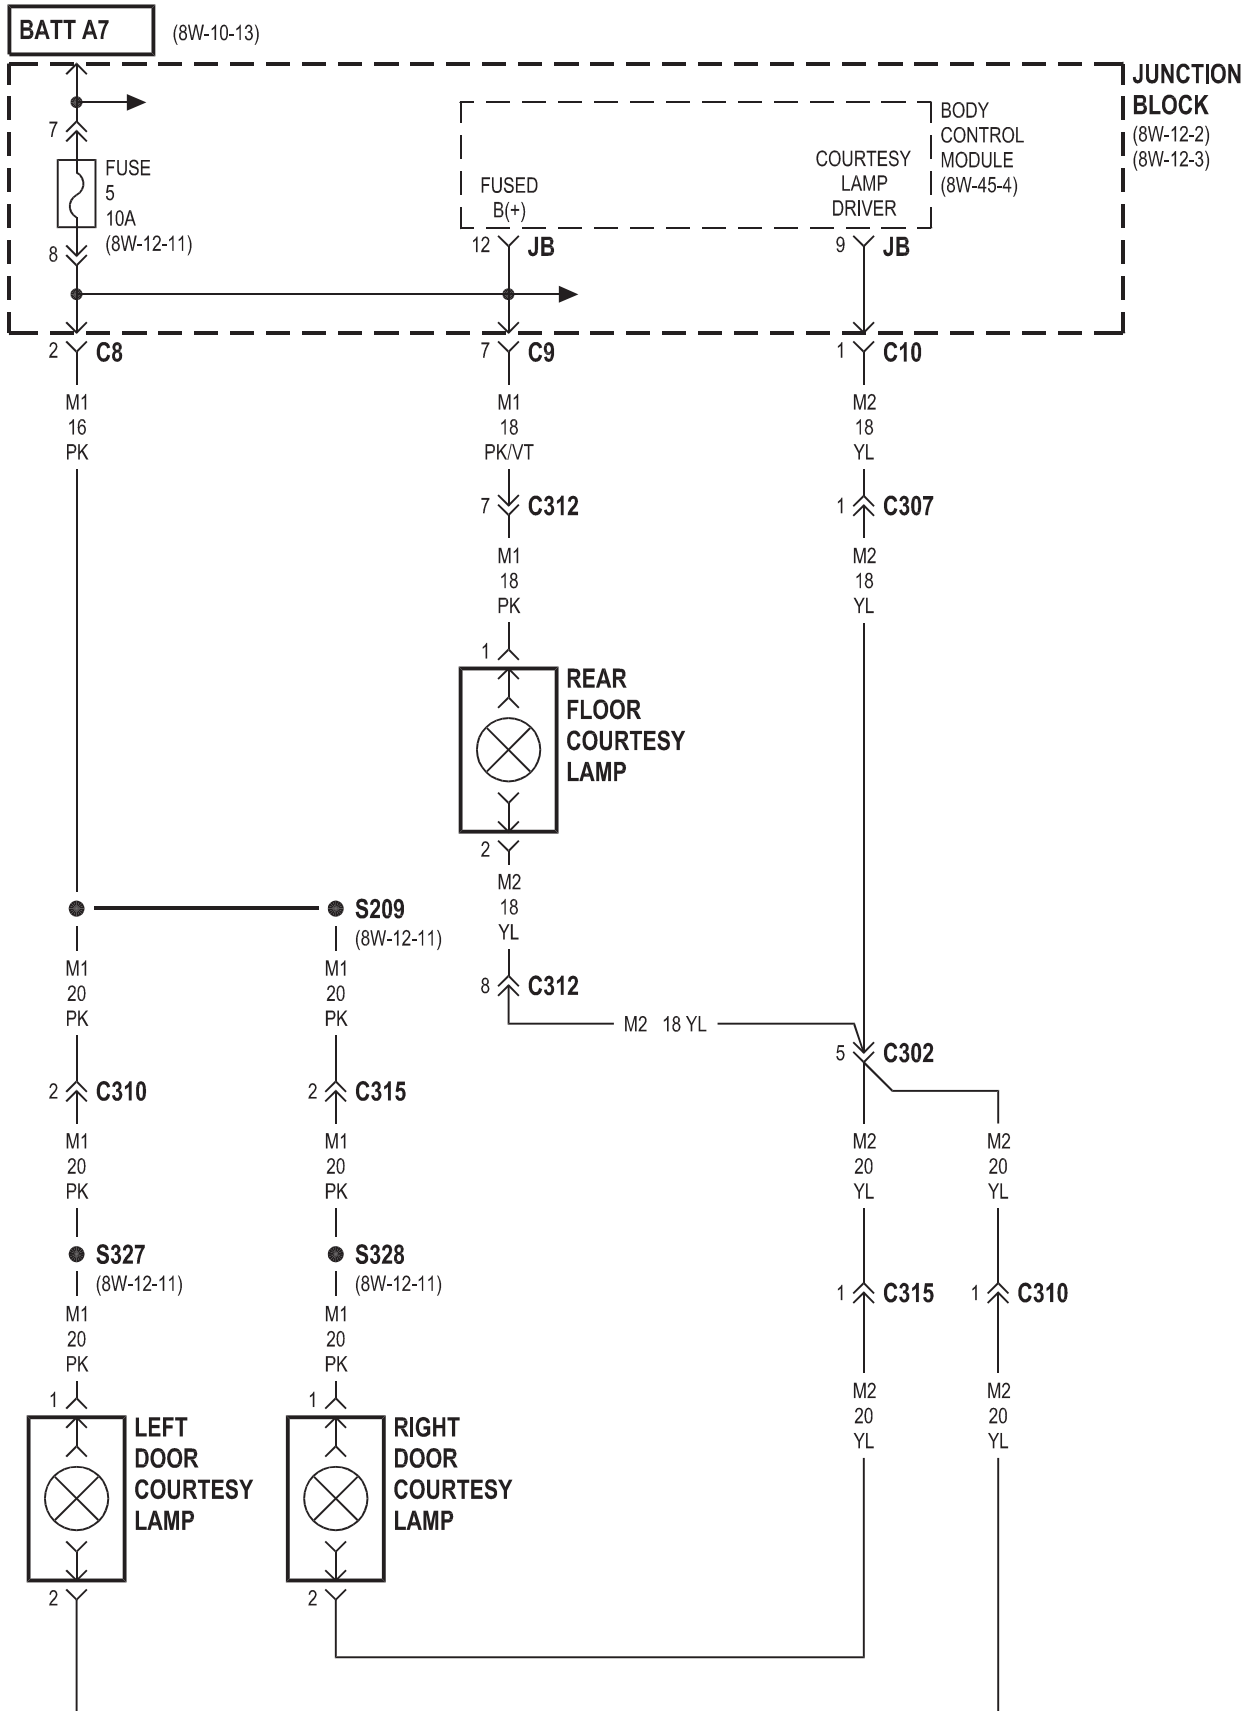 BATT A7
(8W-10-13)
JUNCTION
BLOCK
(8W-12-2)
(8W-12-3)
7
FUSE
5
10A
(8W-12-11)
8
BODY
CONTROL
MODULE
(8W-45-4)
FUSED
B(+)
COURTESY
LAMP
DRIVER
12
JB
9
JB
2
C8
7
C9
1
C10
M1
16
PK
M1
18
PK/VT
M2
18
YL
7
C312
1
C307
M1
18
PK
M2
18
YL
1
REAR
FLOOR
COURTESY
LAMP
2
M2
18
YL
S209
(8W-12-11)
M1
20
PK
M1
20
PK
8
C312
M2 18 YL
5
C302
2
C310
2
C315
M1
20
PK
M1
20
PK
M2
20
YL
M2
20
YL
S327
(8W-12-11)
S328
(8W-12-11)
1
C315
1
C310
M1
20
PK
M1
20
PK
M2
20
YL
M2
20
YL
1
LEFT
DOOR
COURTESY
LAMP
2
1
RIGHT
DOOR
COURTESY
LAMP
2